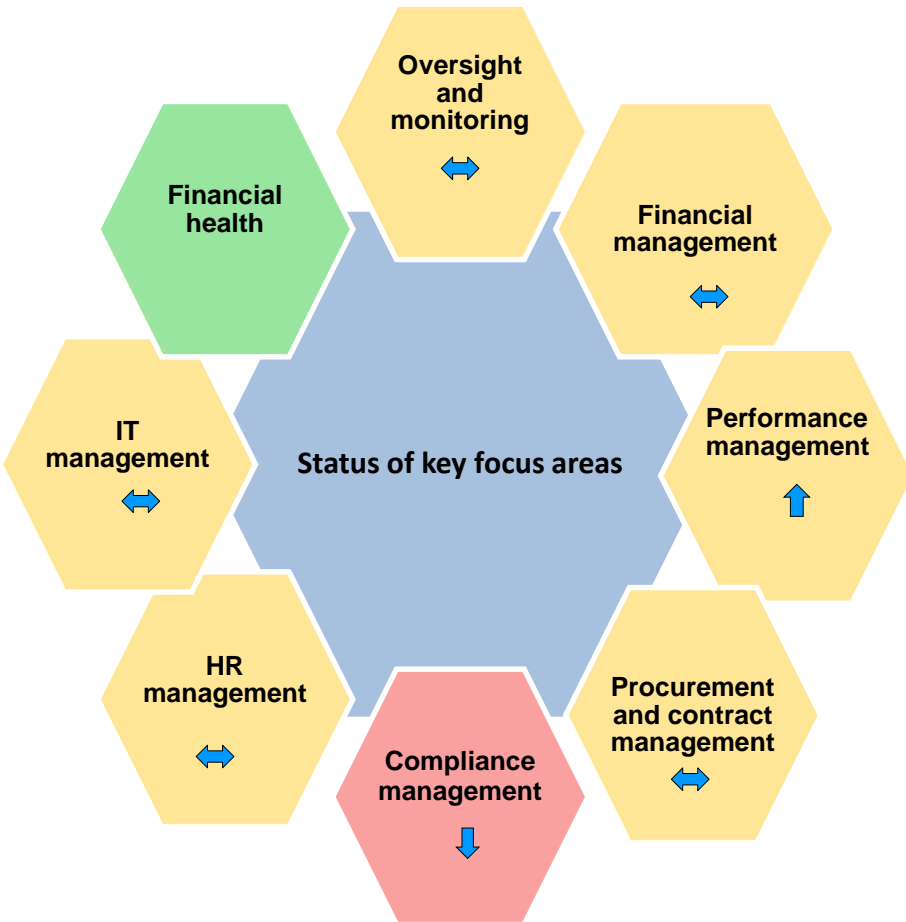 Oversight
and
monitoring
Financial
health
Financial
management
IT
management
Status of key focus areas
Performance
management
HR
management
Procurement
and contract
management
Compliance
management